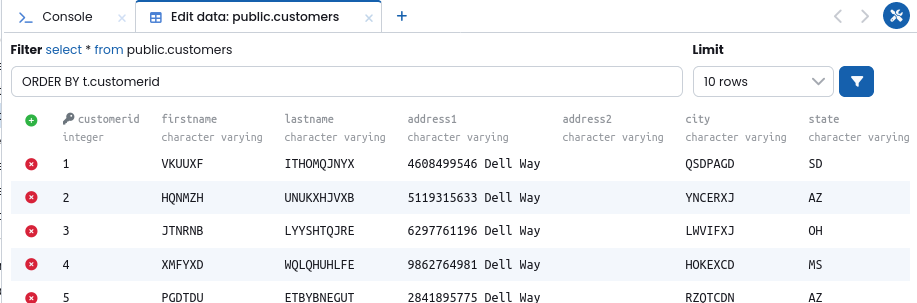 Console Edit data: public.customers
Filter select * from public.customers Limit
ORDER BY t.customerid 10 rows
customerid firstname lastname address1 address2 city state
integer character varying character varying character varying character varying character varying character varying
1 VKUUXF ITHOMQJNYX 4608499546 Dell Way QSDPAGD SD
2 HQNMZH UNUKXHJVXB 5119315633 Dell Way YNCERXJ AZ
3 JTNRNB LYYSHTQJRE 6297761196 Dell Way LWVIFXJ OH
4 XMFYXD WQLQHUHLFE 9862764981 Dell Way HOKEXCD MS
5 PGDTDU ETBYBNEGUT 2841895775 Dell Way RZQTCDN AZ